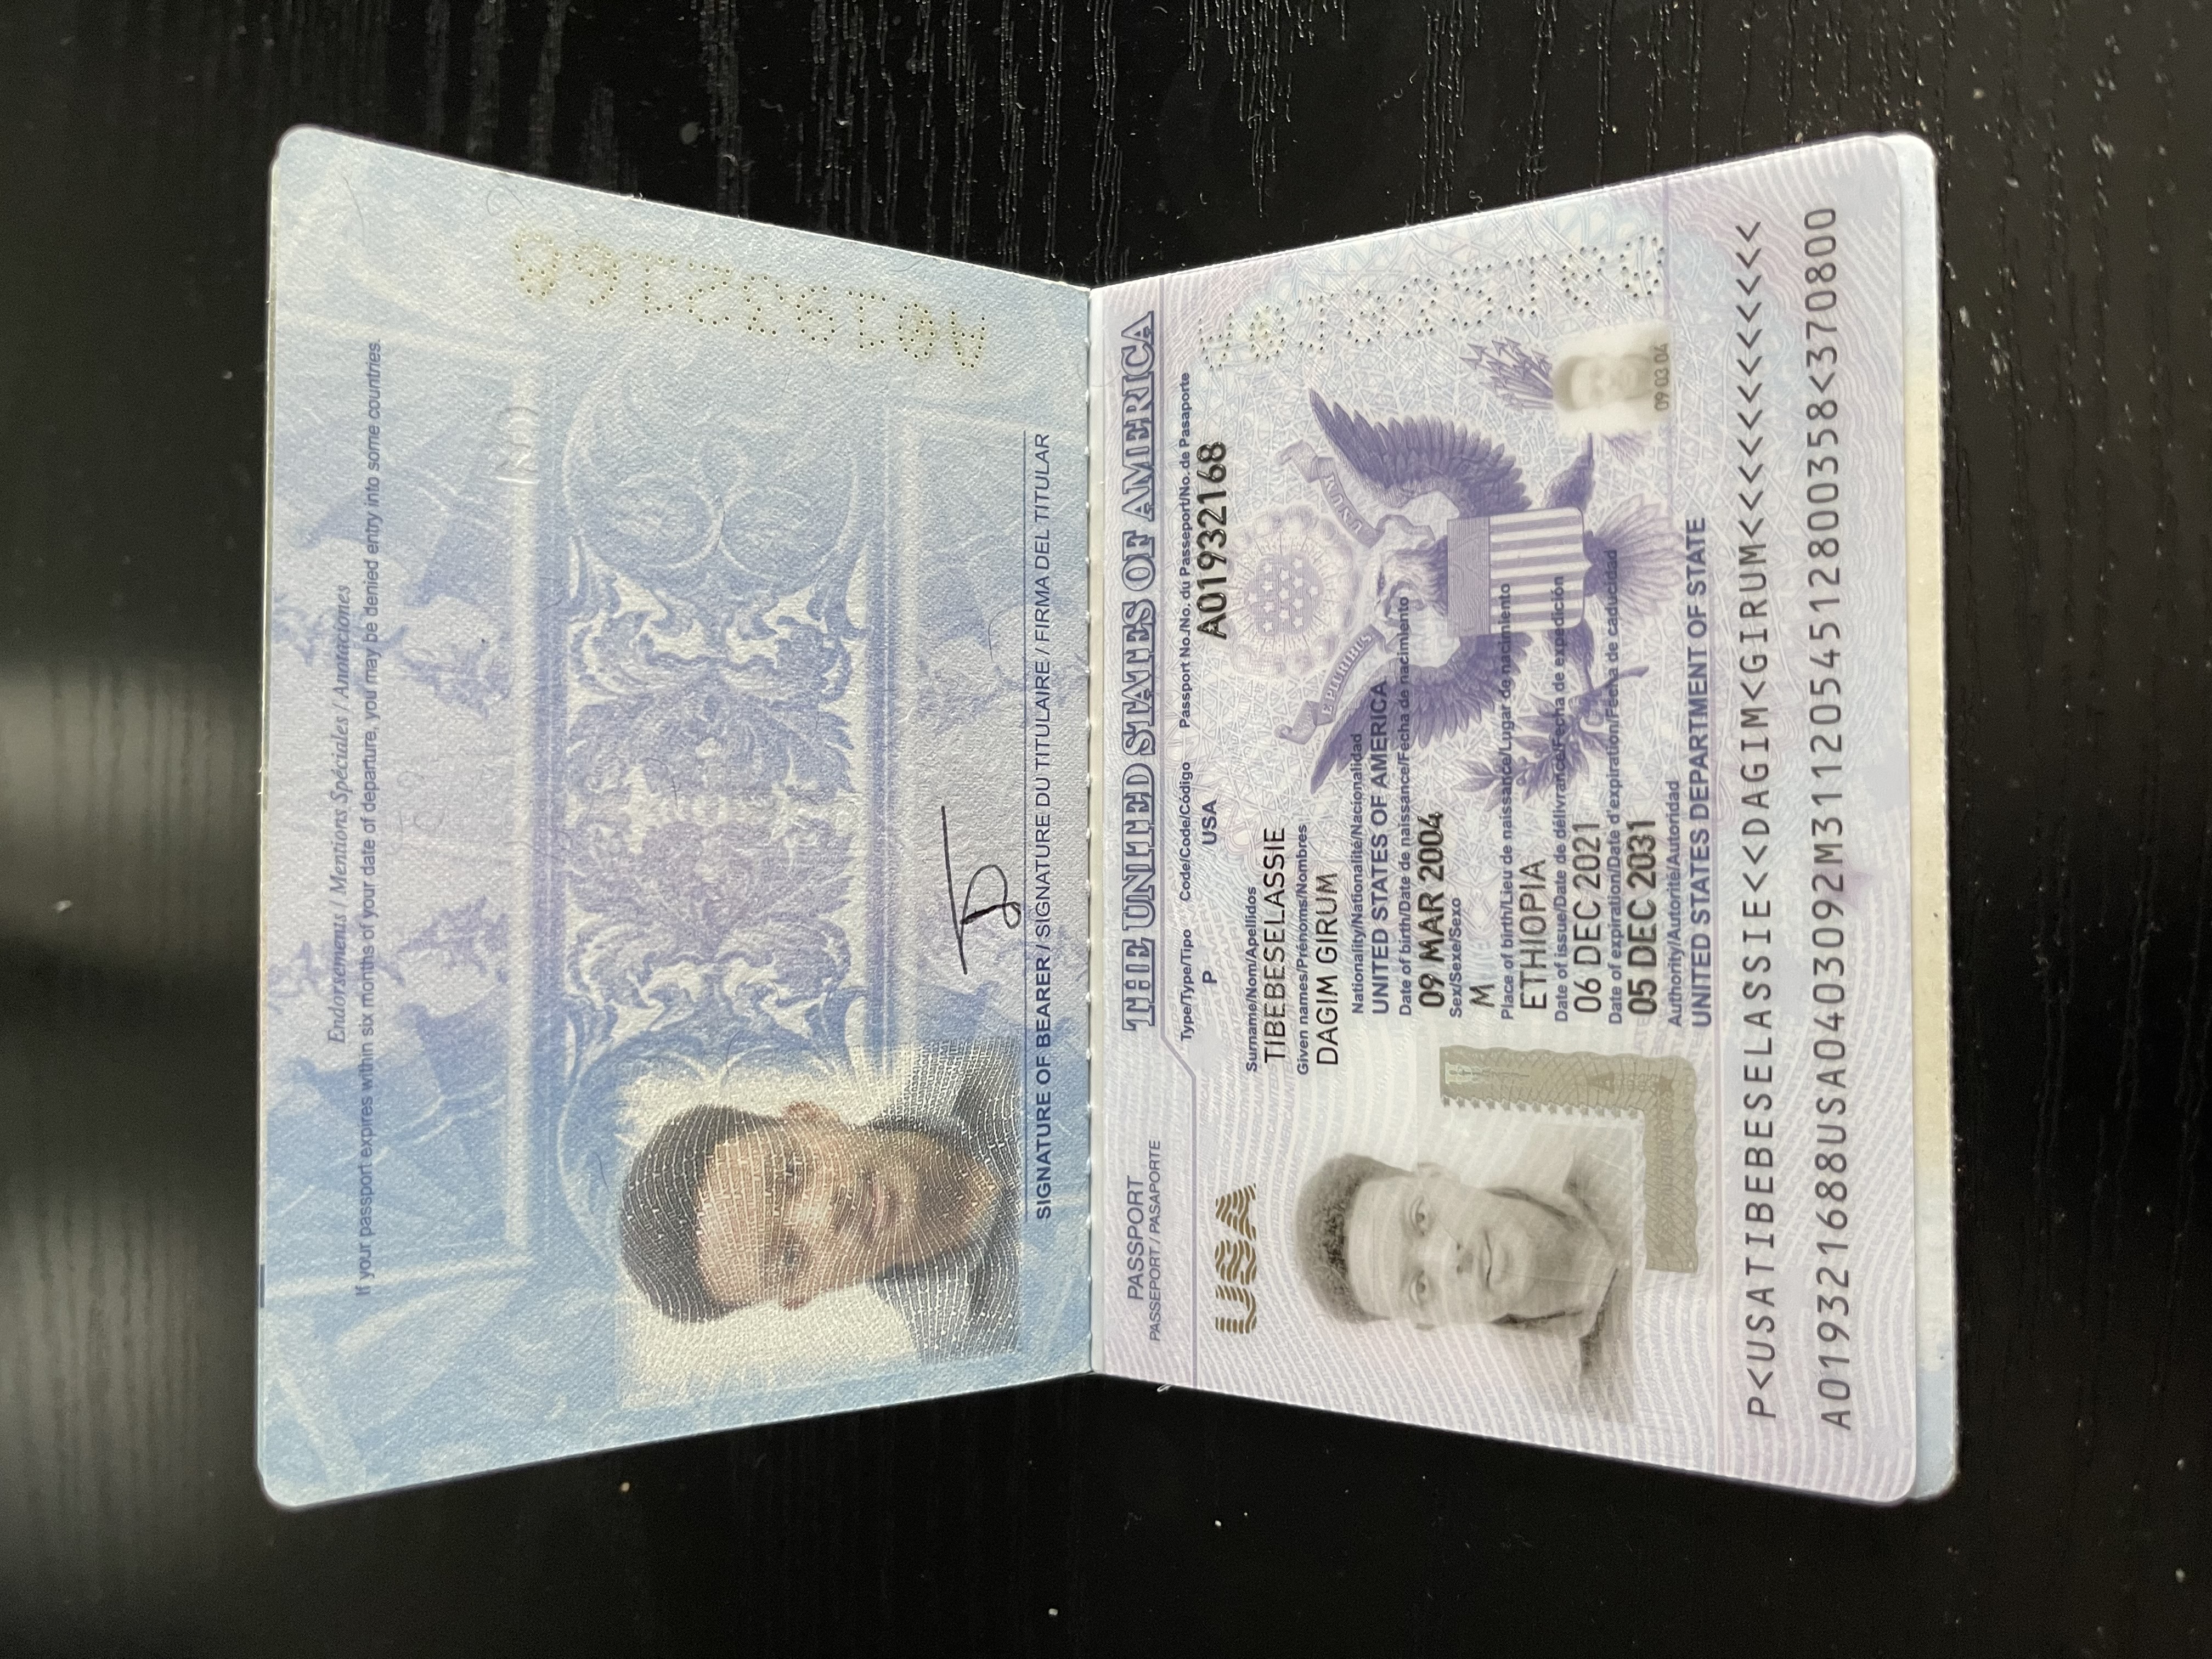 Endorsements / Mentions Spéciales / Anotaciones
If your passport expires within six months of your date of departure, you may be denied entry into some countries.
SIGNATURE OF BEARER / SIGNATURE DU TITULAIRE / FIRMA DEL TITULAR
PASSPORT
PASSEPORT / PASAPORTE
THE UNITED STATES OF AMERICA
Type/Type/Tipo Code/Code/Código Passport No./No. du Passeport/No. de Pasaporte
P USA A01932168
USA
Surname/Nom/Apellidos
TIBEBESELASSIE
Given names/Prénoms/Nombres
DAGIM GIRUM
Nationality/Nationalité/Nacionalidad
UNITED STATES OF AMERICA
Date of birth/Date de naissance/Fecha de nacimiento
09 MAR 2004
Sex/Sexe/Sexo
M
Place of birth/Lieu de naissance/Lugar de nacimiento
ETHIOPIA
Date of issue/Date de délivrance/Fecha de expedición
06 DEC 2021
Date of expiration/Date d'expiration/Fecha de caducidad
05 DEC 2031
Authority/Autorité/Autoridad
UNITED STATES DEPARTMENT OF STATE
E PLURIBUS UNUM
09 03 04
P<USATIBEBESELASSIE<<DAGIM<GIRUM<<<<<<<<<<<<
A019321688USA0403092M3112054512800358<370800